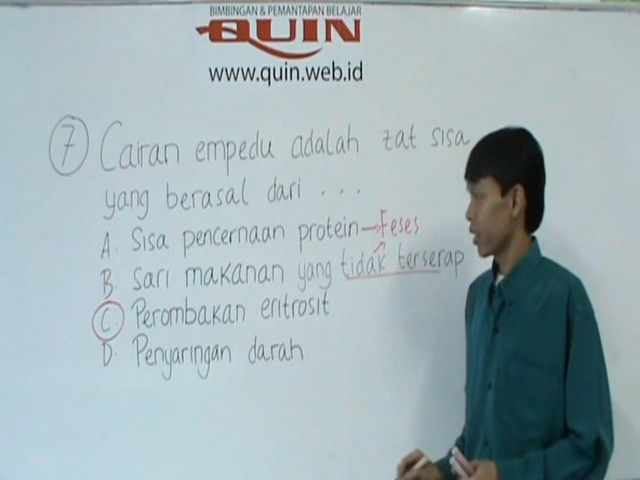 BIMBINGAN & PEMANTAPAN BELAJAR
QUIN
www.quin.web.id
7 Cairan empedu adalah zat sisa
yang berasal dari . . .
A. Sisa pencernaan protein → Feses
B. Sari makanan yang tidak terserap
C. Perombakan eritrosit
D. Penyaringan darah